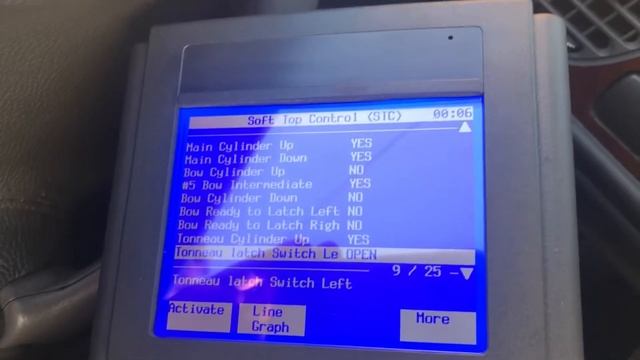 Soft Top Control (STC) 00:06
Main Cylinder Up YES
Main Cylinder Down YES
Bow Cylinder Up NO
#5 Bow Intermediate YES
Bow Cylinder Down NO
Bow Ready to Latch Left NO
Bow Ready to Latch Righ NO
Tonneau Cylinder Up YES
Tonneau latch Switch Le OPEN
9 / 25
Tonneau latch Switch Left
Activate
Line
Graph
More